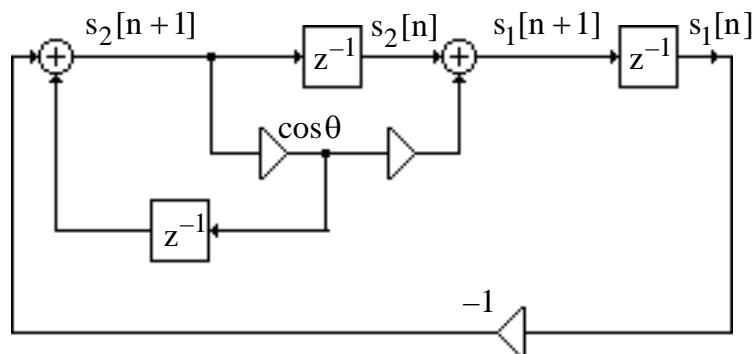 s₂[n + 1] s₂[n] s₁[n + 1] s₁[n]
z⁻¹ z⁻¹
cosθ
z⁻¹
−1